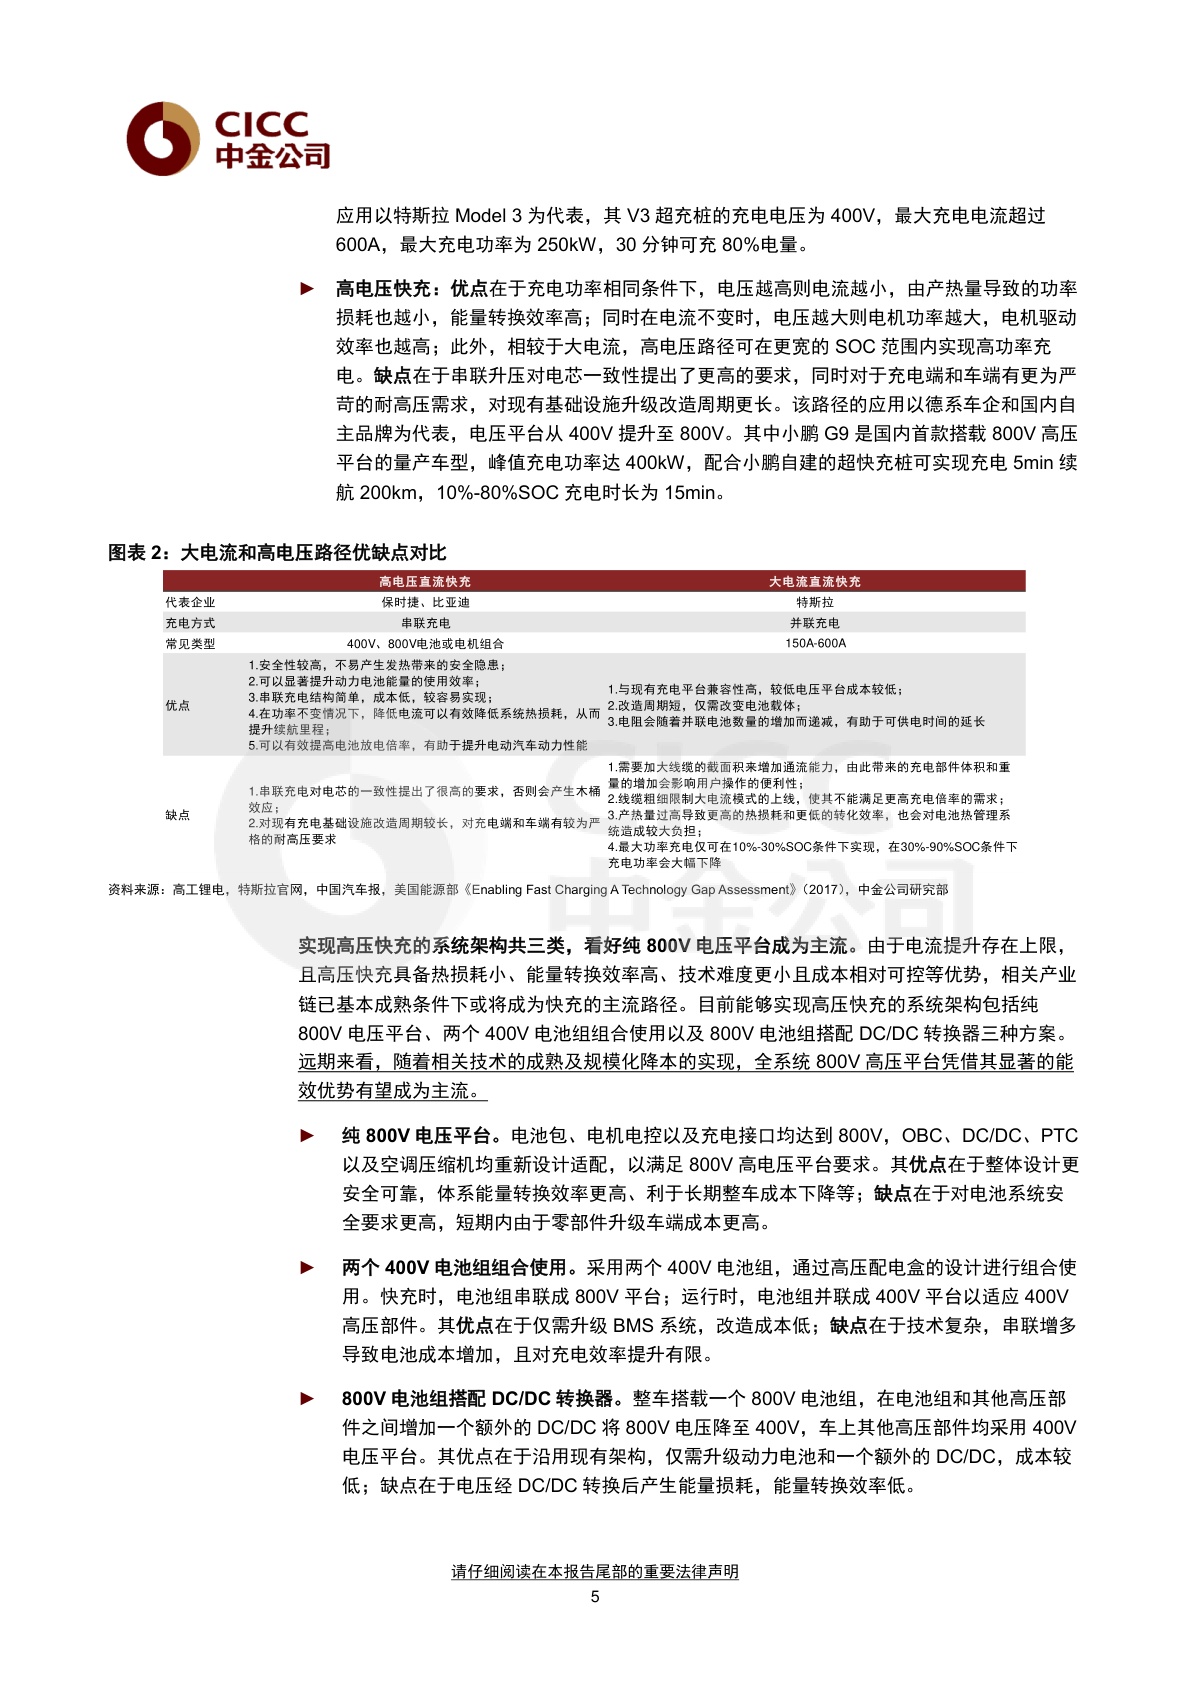 CICC
中金公司
应用以特斯拉 Model 3 为代表，其 V3 超充桩的充电电压为 400V，最大充电电流超过
600A，最大充电功率为 250kW，30 分钟可充 80%电量。
► 高电压快充：优点在于充电功率相同条件下，电压越高则电流越小，由产热量导致的功率
损耗也越小，能量转换效率高；同时在电流不变时，电压越大则电机功率越大，电机驱动
效率也越高；此外，相较于大电流，高电压路径可在更宽的 SOC 范围内实现高功率充
电。缺点在于串联升压对电芯一致性提出了更高的要求，同时对于充电端和车端有更为严
苛的耐高压需求，对现有基础设施升级改造周期更长。该路径的应用以德系车企和国内自
主品牌为代表，电压平台从 400V 提升至 800V。其中小鹏 G9 是国内首款搭载 800V 高压
平台的量产车型，峰值充电功率达 400kW，配合小鹏自建的超快充桩可实现充电 5min 续
航 200km，10%-80%SOC 充电时长为 15min。
图表 2：大电流和高电压路径优缺点对比
高电压直流快充 大电流直流快充
代表企业 保时捷、比亚迪 特斯拉
充电方式 串联充电 并联充电
常见类型 400V、800V电池或电机组合 150A-600A
优点
1.安全性较高，不易产生发热带来的安全隐患；
2.可以显著提升动力电池能量的使用效率；
3.串联充电结构简单，成本低，较容易实现；
4.在功率不变情况下，降低电流可以有效降低系统热损耗，从而
提升续航里程；
5.可以有效提高电池放电倍率，有助于提升电动汽车动力性能
1.与现有充电平台兼容性高，较低电压平台成本较低；
2.改造周期短，仅需改变电池载体；
3.电阻会随着并联电池数量的增加而递减，有助于可供电时间的延长
缺点
1.串联充电对电芯的一致性提出了很高的要求，否则会产生木桶
效应；
2.对现有充电基础设施改造周期较长，对充电端和车端有较为严
格的耐高压要求
1.需要加大线缆的截面积来增加通流能力，由此带来的充电部件体积和重
量的增加会影响用户操作的便利性；
2.线缆粗细限制大电流模式的上线，使其不能满足更高充电倍率的需求；
3.产热量过高导致更高的热损耗和更低的转化效率，也会对电池热管理系
统造成较大负担；
4.最大功率充电仅可在10%-30%SOC条件下实现，在30%-90%SOC条件下
充电功率会大幅下降
资料来源：高工锂电，特斯拉官网，中国汽车报，美国能源部《Enabling Fast Charging A Technology Gap Assessment》（2017），中金公司研究部
实现高压快充的系统架构共三类，看好纯 800V 电压平台成为主流。由于电流提升存在上限，
且高压快充具备热损耗小、能量转换效率高、技术难度更小且成本相对可控等优势，相关产业
链已基本成熟条件下或将成为快充的主流路径。目前能够实现高压快充的系统架构包括纯
800V 电压平台、两个 400V 电池组组合使用以及 800V 电池组搭配 DC/DC 转换器三种方案。
远期来看，随着相关技术的成熟及规模化降本的实现，全系统 800V 高压平台凭借其显著的能
效优势有望成为主流。
► 纯 800V 电压平台。电池包、电机电控以及充电接口均达到 800V，OBC、DC/DC、PTC
以及空调压缩机均重新设计适配，以满足 800V 高电压平台要求。其优点在于整体设计更
安全可靠，体系能量转换效率更高、利于长期整车成本下降等；缺点在于对电池系统安
全要求更高，短期内由于零部件升级车端成本更高。
► 两个 400V 电池组组合使用。采用两个 400V 电池组，通过高压配电盒的设计进行组合使
用。快充时，电池组串联成 800V 平台；运行时，电池组并联成 400V 平台以适应 400V
高压部件。其优点在于仅需升级 BMS 系统，改造成本低；缺点在于技术复杂，串联增多
导致电池成本增加，且对充电效率提升有限。
► 800V 电池组搭配 DC/DC 转换器。整车搭载一个 800V 电池组，在电池组和其他高压部
件之间增加一个额外的 DC/DC 将 800V 电压降至 400V，车上其他高压部件均采用 400V
电压平台。其优点在于沿用现有架构，仅需升级动力电池和一个额外的 DC/DC，成本较
低；缺点在于电压经 DC/DC 转换后产生能量损耗，能量转换效率低。
请仔细阅读在本报告尾部的重要法律声明
5